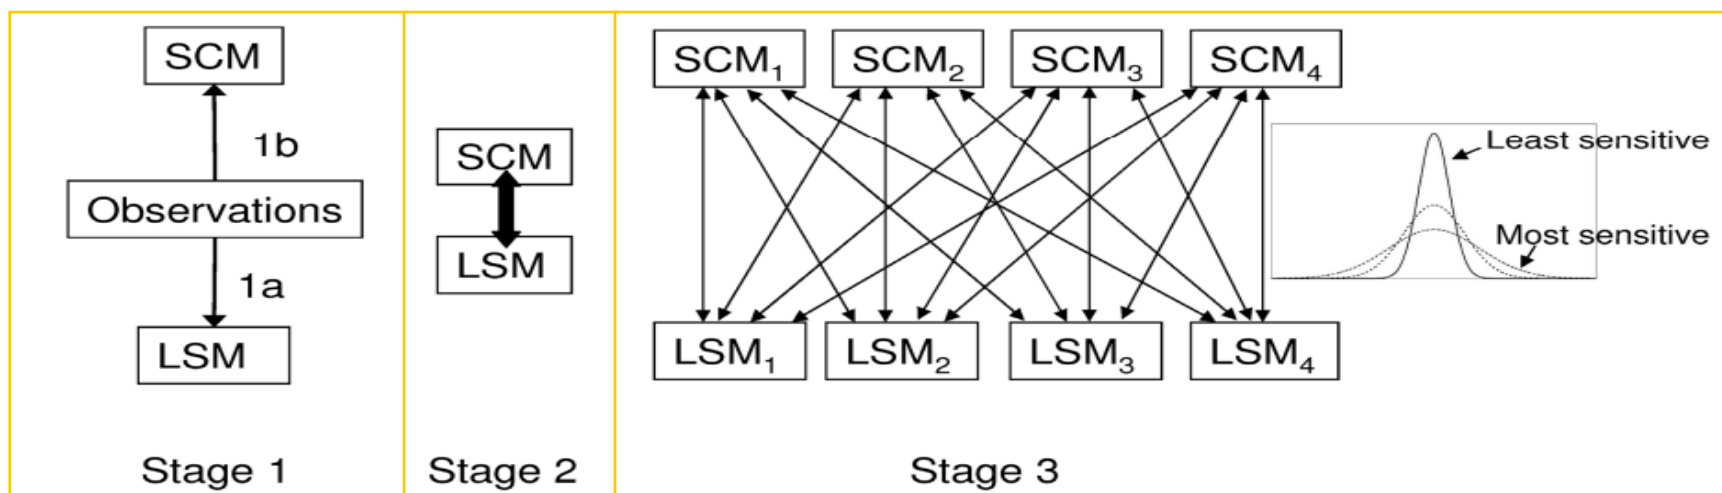 SCM
1b
Observations
1a
LSM
Stage 1
SCM
LSM
Stage 2
SCM₁ SCM₂ SCM₃ SCM₄
Least sensitive
Most sensitive
LSM₁ LSM₂ LSM₃ LSM₄
Stage 3